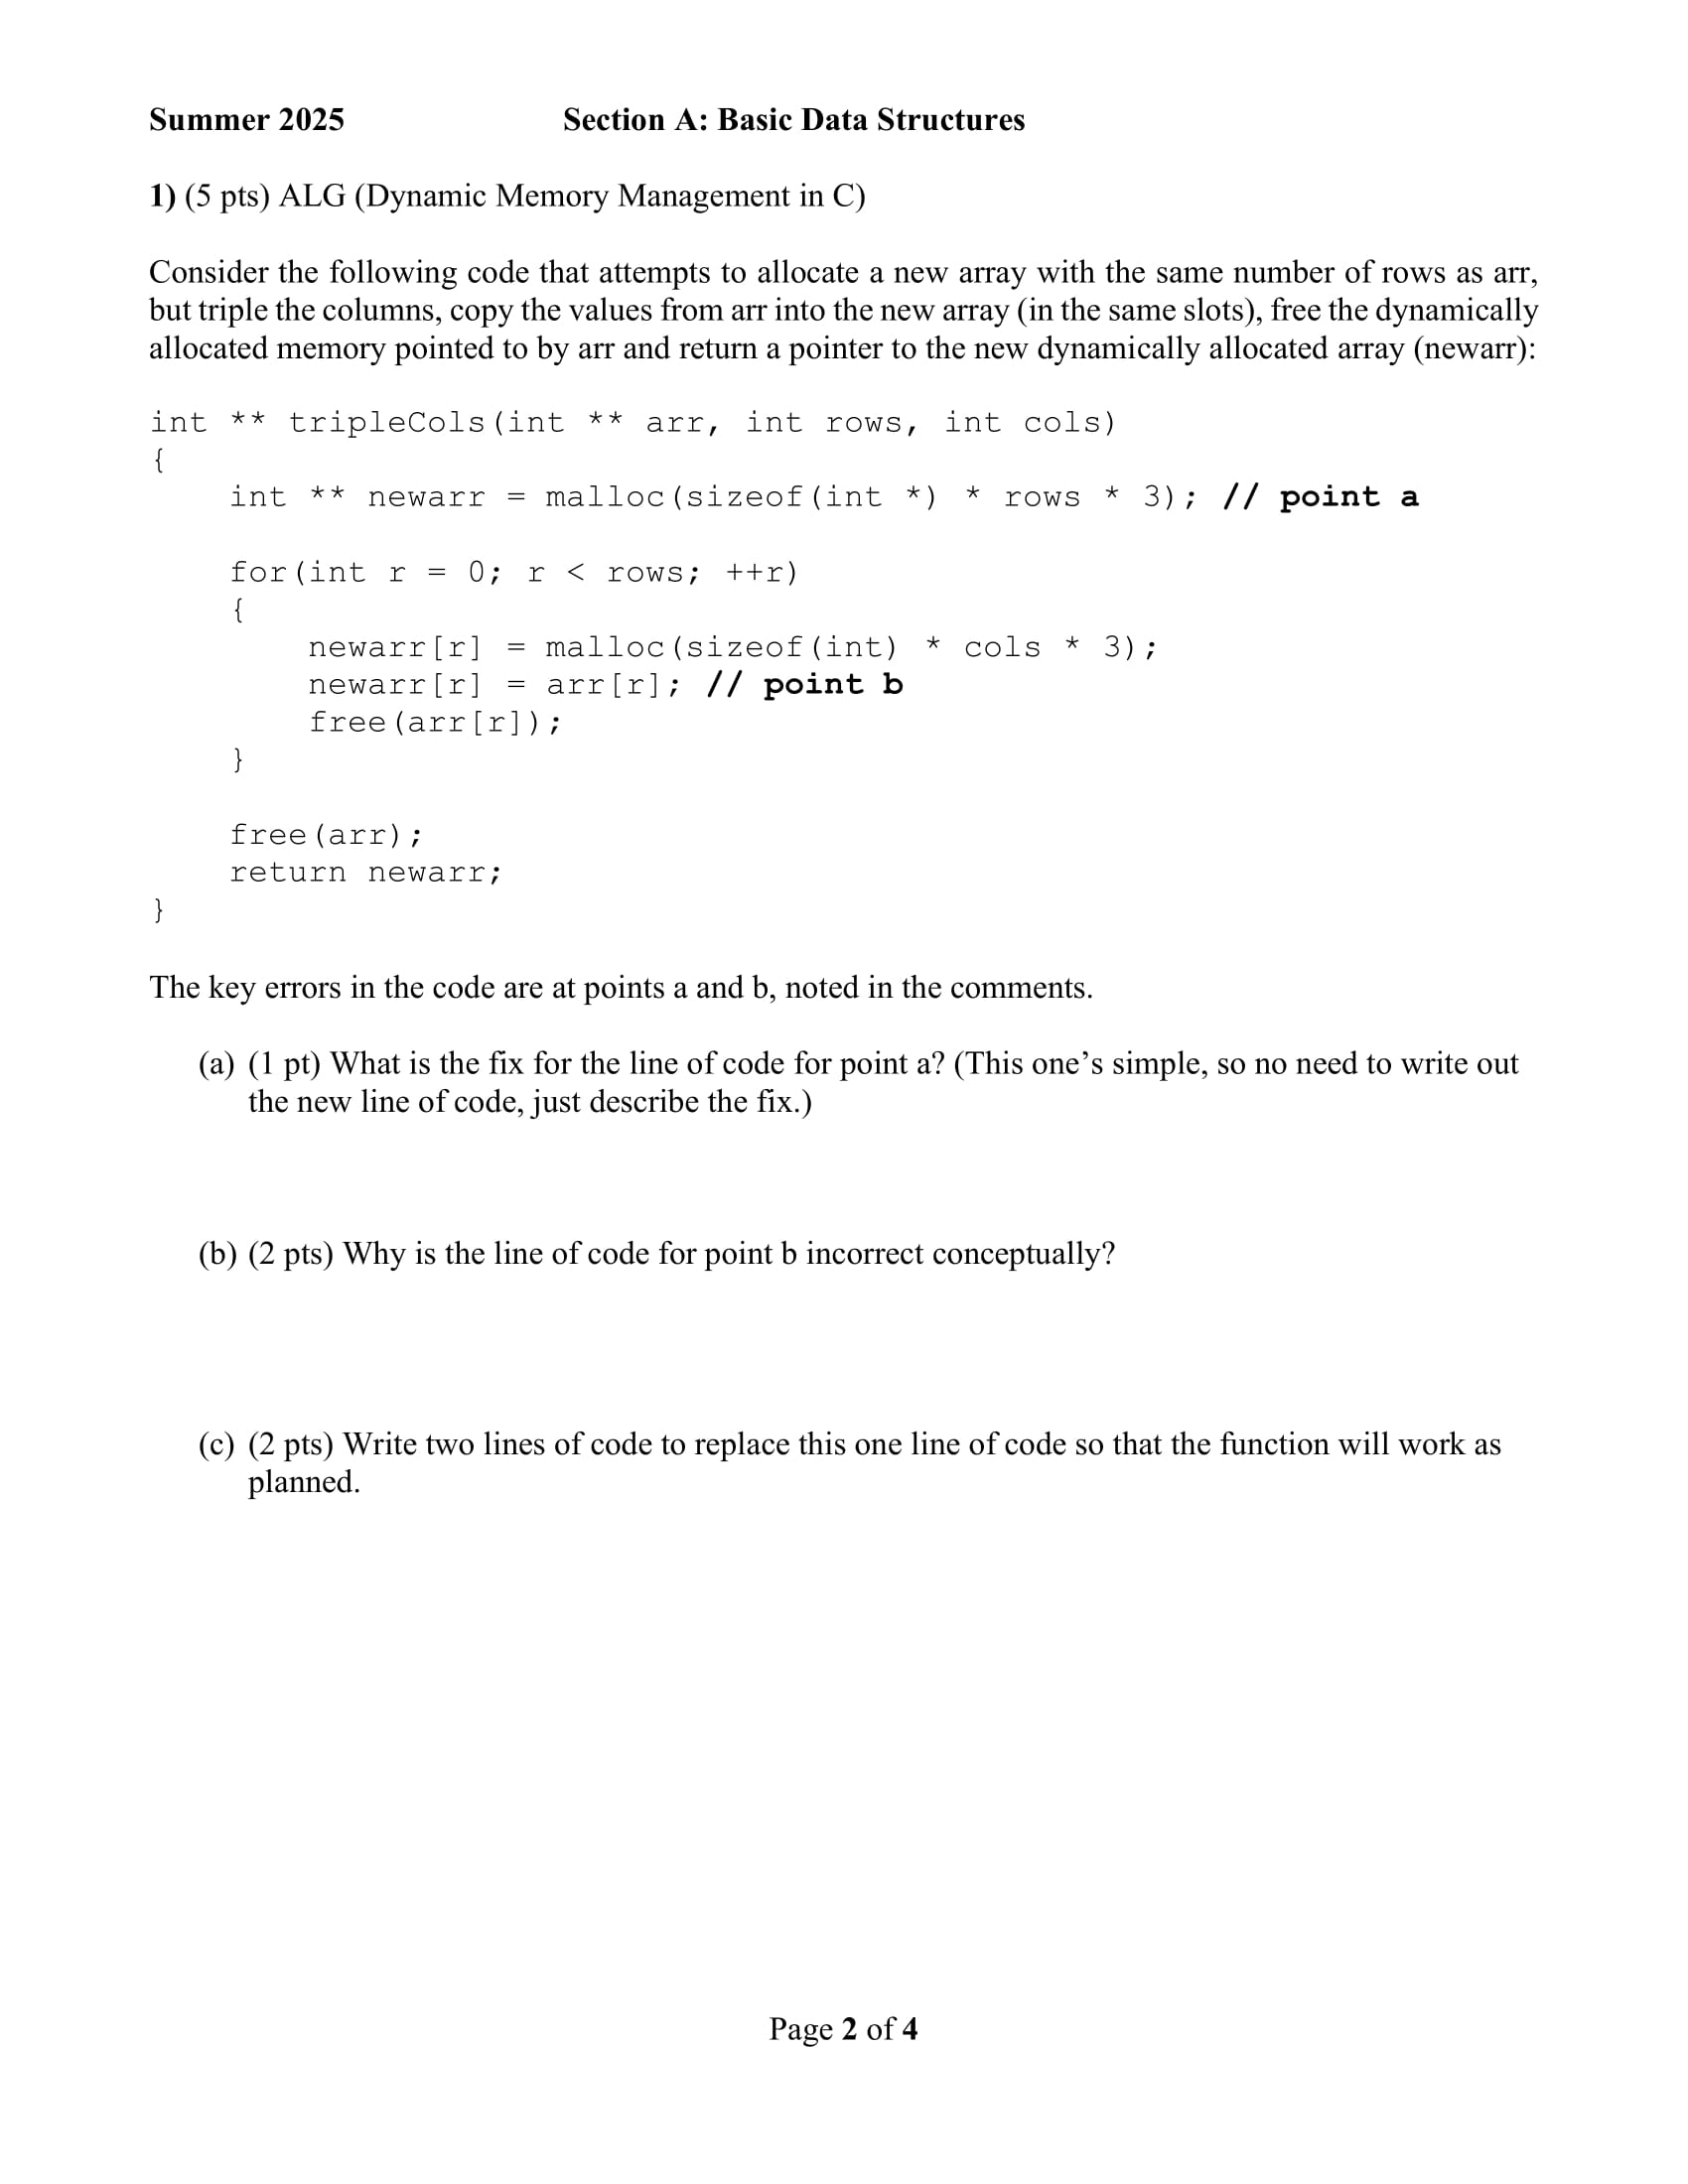 Summer 2025 Section A: Basic Data Structures
1) (5 pts) ALG (Dynamic Memory Management in C)
Consider the following code that attempts to allocate a new array with the same number of rows as arr,
but triple the columns, copy the values from arr into the new array (in the same slots), free the dynamically
allocated memory pointed to by arr and return a pointer to the new dynamically allocated array (newarr):
int ** tripleCols(int ** arr, int rows, int cols)
{
    int ** newarr = malloc(sizeof(int *) * rows * 3); // point a
    for(int r = 0; r < rows; ++r)
    {
        newarr[r] = malloc(sizeof(int) * cols * 3);
        newarr[r] = arr[r]; // point b
        free(arr[r]);
    }
    free(arr);
    return newarr;
}
The key errors in the code are at points a and b, noted in the comments.
(a) (1 pt) What is the fix for the line of code for point a? (This one’s simple, so no need to write out
the new line of code, just describe the fix.)
(b) (2 pts) Why is the line of code for point b incorrect conceptually?
(c) (2 pts) Write two lines of code to replace this one line of code so that the function will work as
planned.
Page 2 of 4